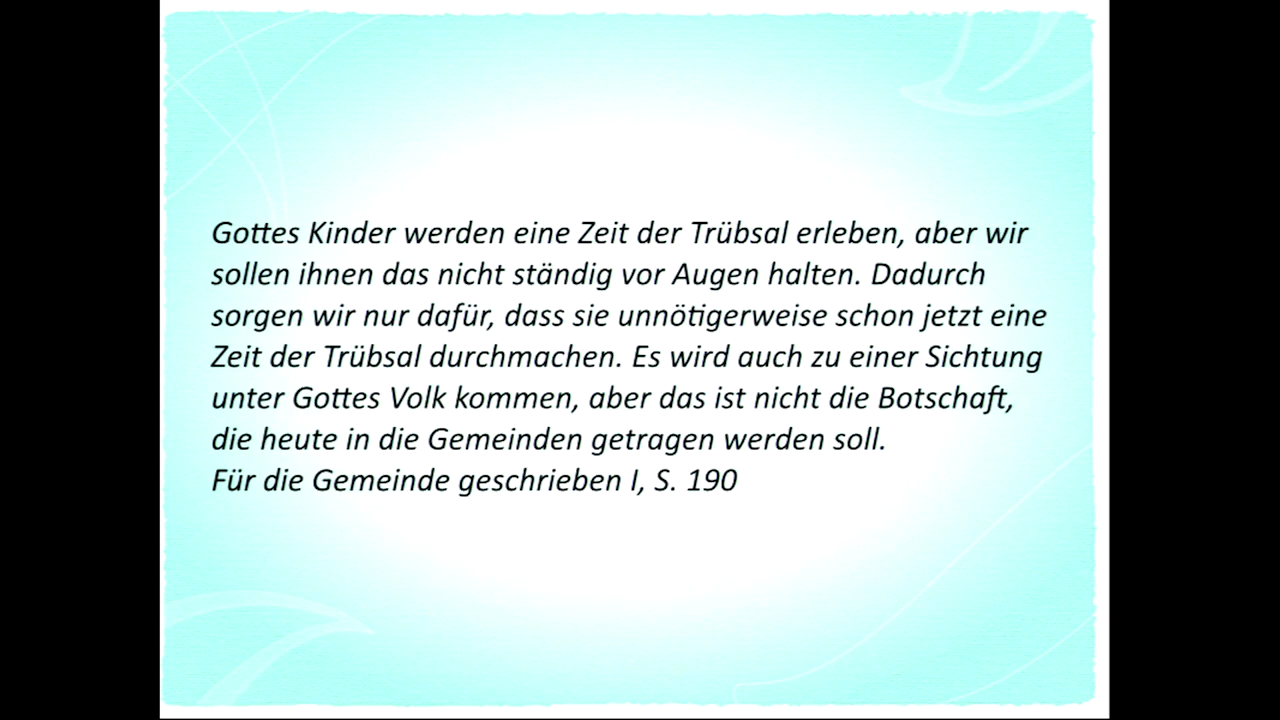 Gottes Kinder werden eine Zeit der Trübsal erleben, aber wir
sollen ihnen das nicht ständig vor Augen halten. Dadurch
sorgen wir nur dafür, dass sie unnötigerweise schon jetzt eine
Zeit der Trübsal durchmachen. Es wird auch zu einer Sichtung
unter Gottes Volk kommen, aber das ist nicht die Botschaft,
die heute in die Gemeinden getragen werden soll.
Für die Gemeinde geschrieben I, S. 190